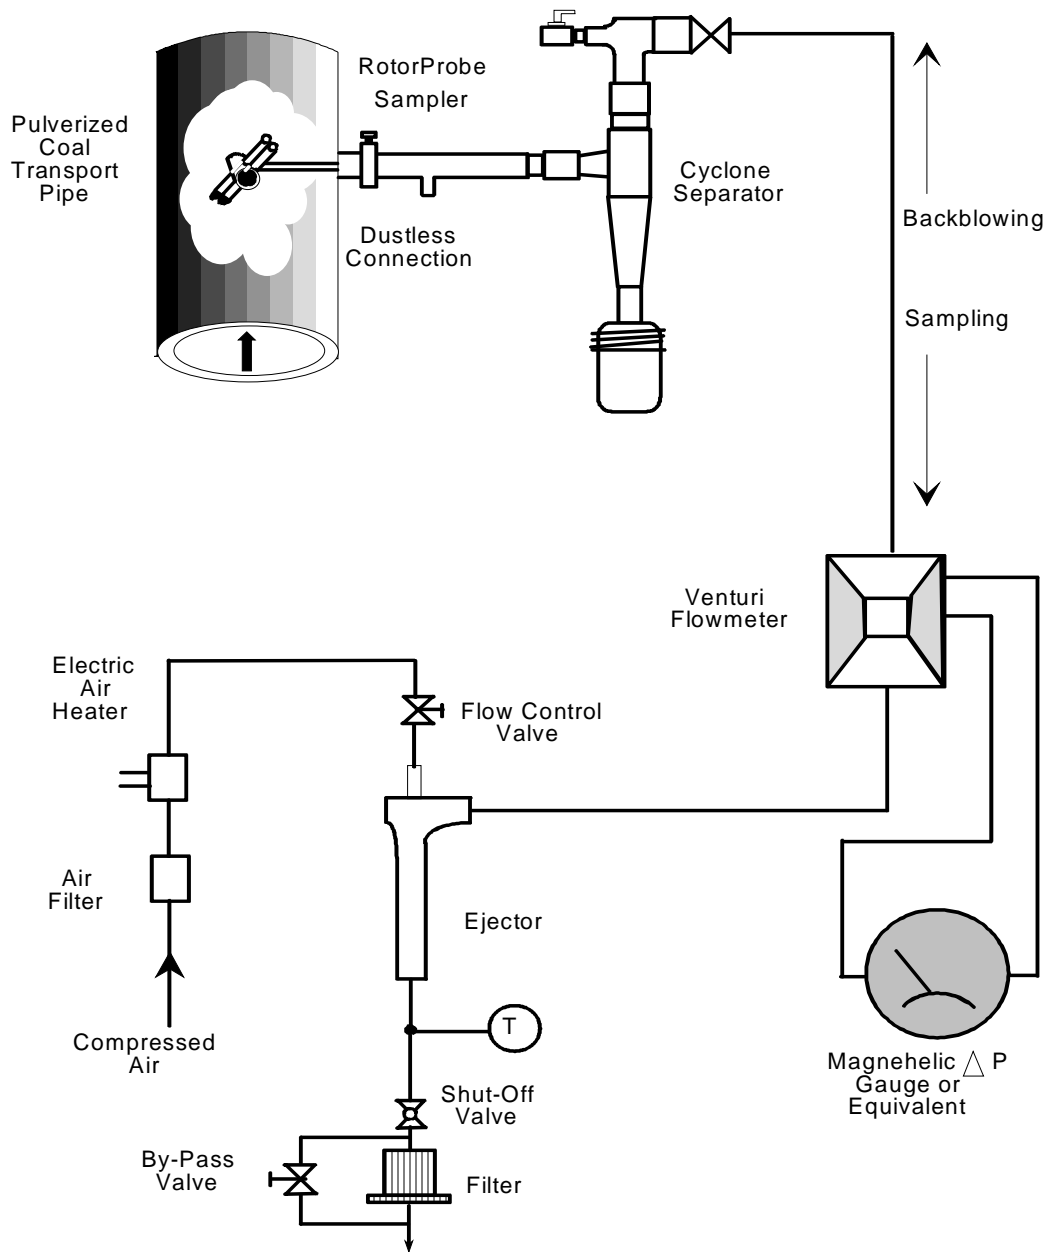 RotorProbe
Sampler
Pulverized
Coal
Transport
Pipe
Cyclone
Separator
Backblowing
Dustless
Connection
Sampling
Venturi
Flowmeter
Electric
Air
Heater
Flow Control
Valve
Air
Filter
Ejector
T
Compressed
Air
Magnehelic △ P
Gauge or
Equivalent
Shut-Off
Valve
By-Pass
Valve
Filter